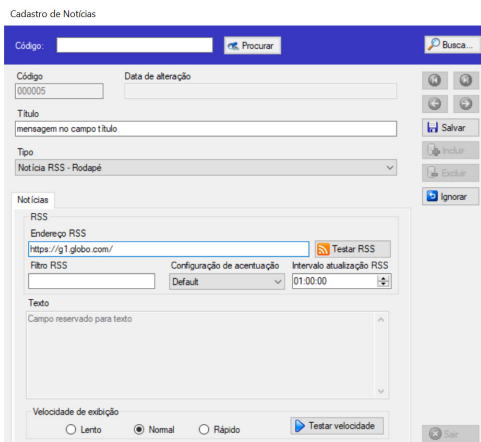 Cadastro de Notícias
Código: Procurar Busca...
Código Data de alteração
000005
Título
mensagem no campo título Salvar
Tipo Incluir
Notícia RSS - Rodapé Excluir
Notícias Ignorar
RSS
Endereço RSS
https://g1.globo.com/ Testar RSS
Filtro RSS Configuração de acentuação Intervalo atualização RSS
Default 01:00:00
Texto
Campo reservado para texto
Velocidade de exibição
Lento Normal Rápido Testar velocidade
Sair